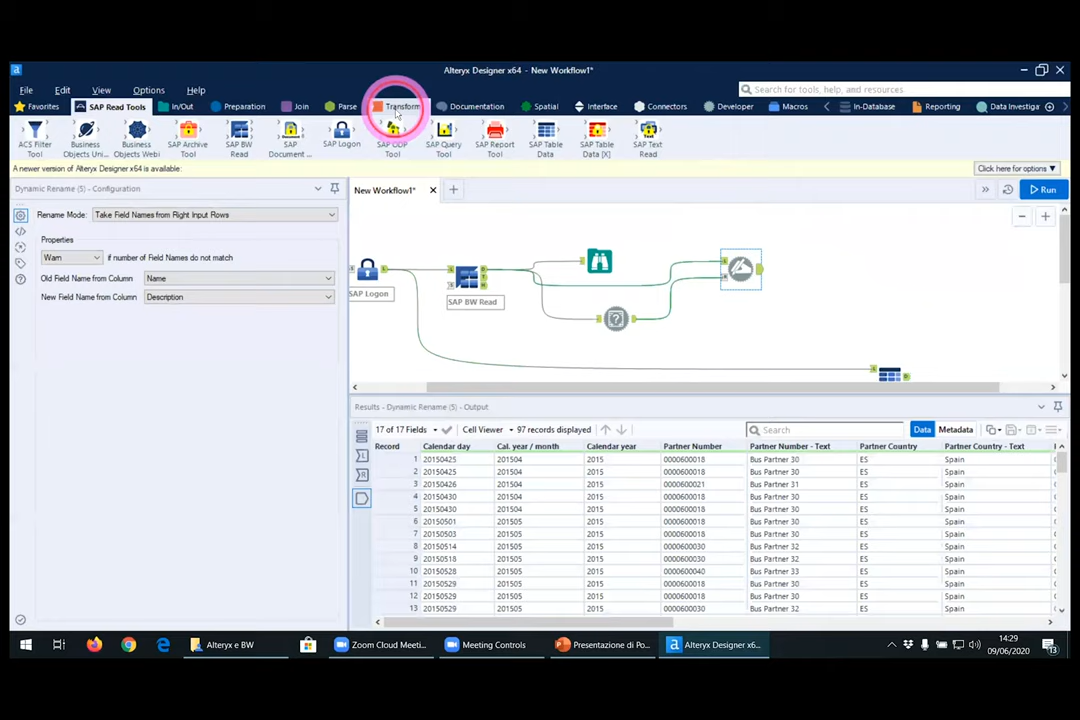 Alteryx Designer x64 - New Workflow1*
File Edit View Options Help
Search for tools, help, and more...
Favorites SAP Read Tools In/Out Preparation Join Parse Transform Documentation Spatial Interface Connectors Developer Macros In-Database Reporting Data Investiga
ACS Filter Tool
Business Objects Uni...
Business Objects Webi
SAP Archive Tool
SAP BW Read
SAP Document ...
SAP Logon
SAP ODP Tool
SAP Query Tool
SAP Report Tool
SAP Table Data
SAP Table Data [X]
SAP Text Read
A newer version of Alteryx Designer x64 is available:
Click here for options ▼
Dynamic Rename (5) - Configuration
New Workflow1*
Run
Rename Mode: Take Field Names from Right Input Rows
Properties
Warn if number of Field Names do not match
Old Field Name from Column Name
New Field Name from Column Description
SAP Logon
SAP BW Read
Results - Dynamic Rename (5) - Output
17 of 17 Fields Cell Viewer 97 records displayed Search Data Metadata
Record Calendar day Cal. year / month Calendar year Partner Number Partner Number - Text Partner Country Partner Country - Text
1 20150425 201504 2015 0000600018 Bus Partner 30 ES Spain
2 20150425 201504 2015 0000600018 Bus Partner 30 ES Spain
3 20150426 201504 2015 0000600021 Bus Partner 31 ES Spain
4 20150430 201504 2015 0000600018 Bus Partner 30 ES Spain
5 20150430 201504 2015 0000600018 Bus Partner 30 ES Spain
6 20150501 201505 2015 0000600018 Bus Partner 30 ES Spain
7 20150503 201505 2015 0000600018 Bus Partner 30 ES Spain
8 20150514 201505 2015 0000600030 Bus Partner 32 ES Spain
9 20150518 201505 2015 0000600030 Bus Partner 32 ES Spain
10 20150528 201505 2015 0000600040 Bus Partner 33 ES Spain
11 20150529 201505 2015 0000600018 Bus Partner 30 ES Spain
12 20150529 201505 2015 0000600018 Bus Partner 30 ES Spain
13 20150529 201505 2015 0000600030 Bus Partner 32 ES Spain
Alteryx e BW
Zoom Cloud Meeti...
Meeting Controls
Presentazione di Po...
Alteryx Designer x6...
14:29
09/06/2020
13